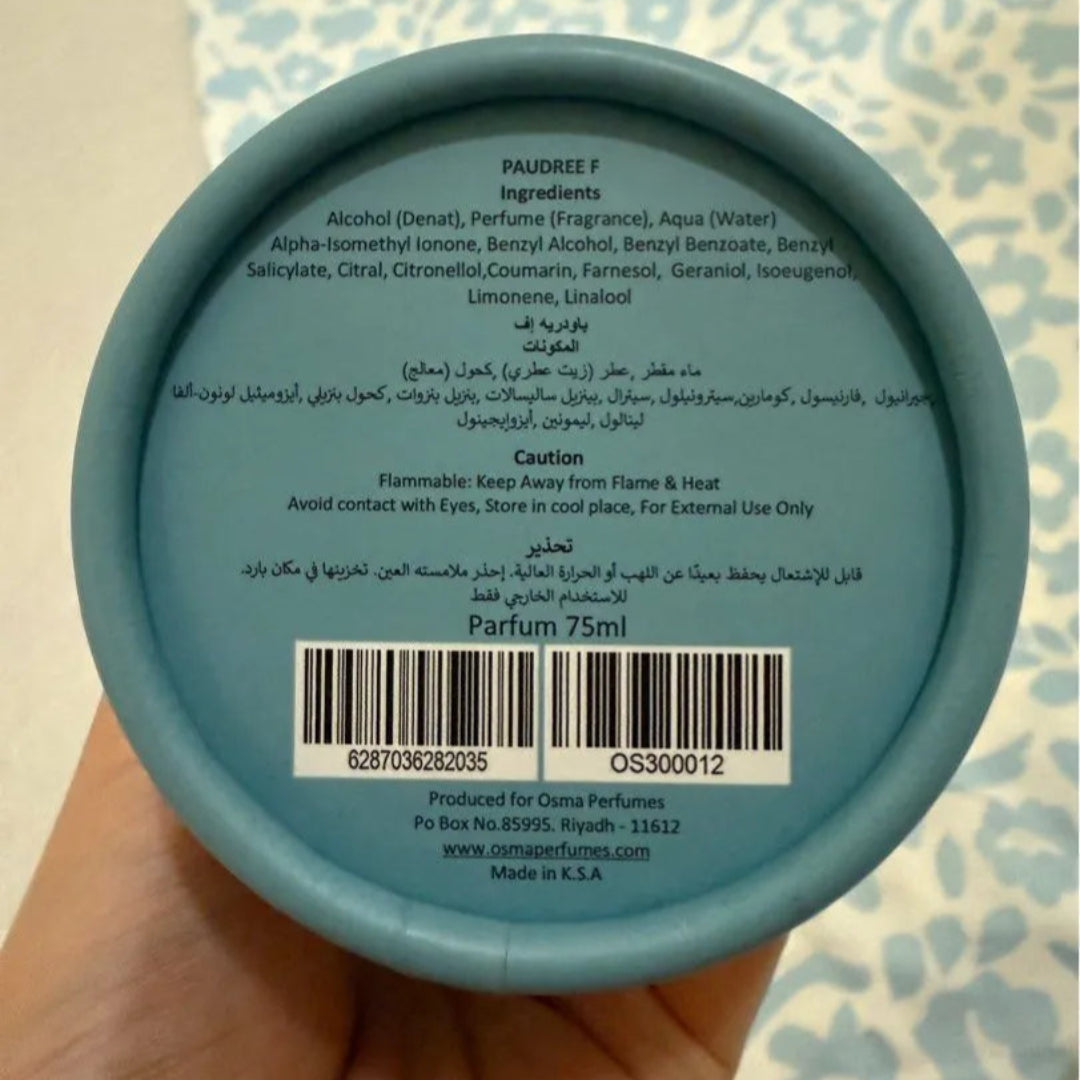 PAUDREE F
Ingredients
Alcohol (Denat), Perfume (Fragrance), Aqua (Water)
Alpha-Isomethyl Ionone, Benzyl Alcohol, Benzyl Benzoate, Benzyl
Salicylate, Citral, Citronellol,Coumarin, Farnesol, Geraniol, Isoeugenol,
Limonene, Linalool
باودريه إف
المكونات
ماء مقطر ,عطر (زيت عطري) ,كحول (معالج)
جيرانيول ,فارنيسول ,كومارين,سيترونيلول ,سيترال ,بينزيل ساليسالات ,بنزيل بنزوات ,كحول بنزيلي ,أيزوميثيل لونون-ألفا
لينالول ,ليمونين ,أيزوايجينول
Caution
Flammable: Keep Away from Flame & Heat
Avoid contact with Eyes, Store in cool place, For External Use Only
تحذير
قابل للإشتعال يحفظ بعيدًا عن اللهب أو الحرارة العالية. إحذر ملامسته العين. تخزينها في مكان بارد.
للاستخدام الخارجي فقط
Parfum 75ml
6287036282035 OS300012
Produced for Osma Perfumes
Po Box No.85995. Riyadh - 11612
www.osmaperfumes.com
Made in K.S.A